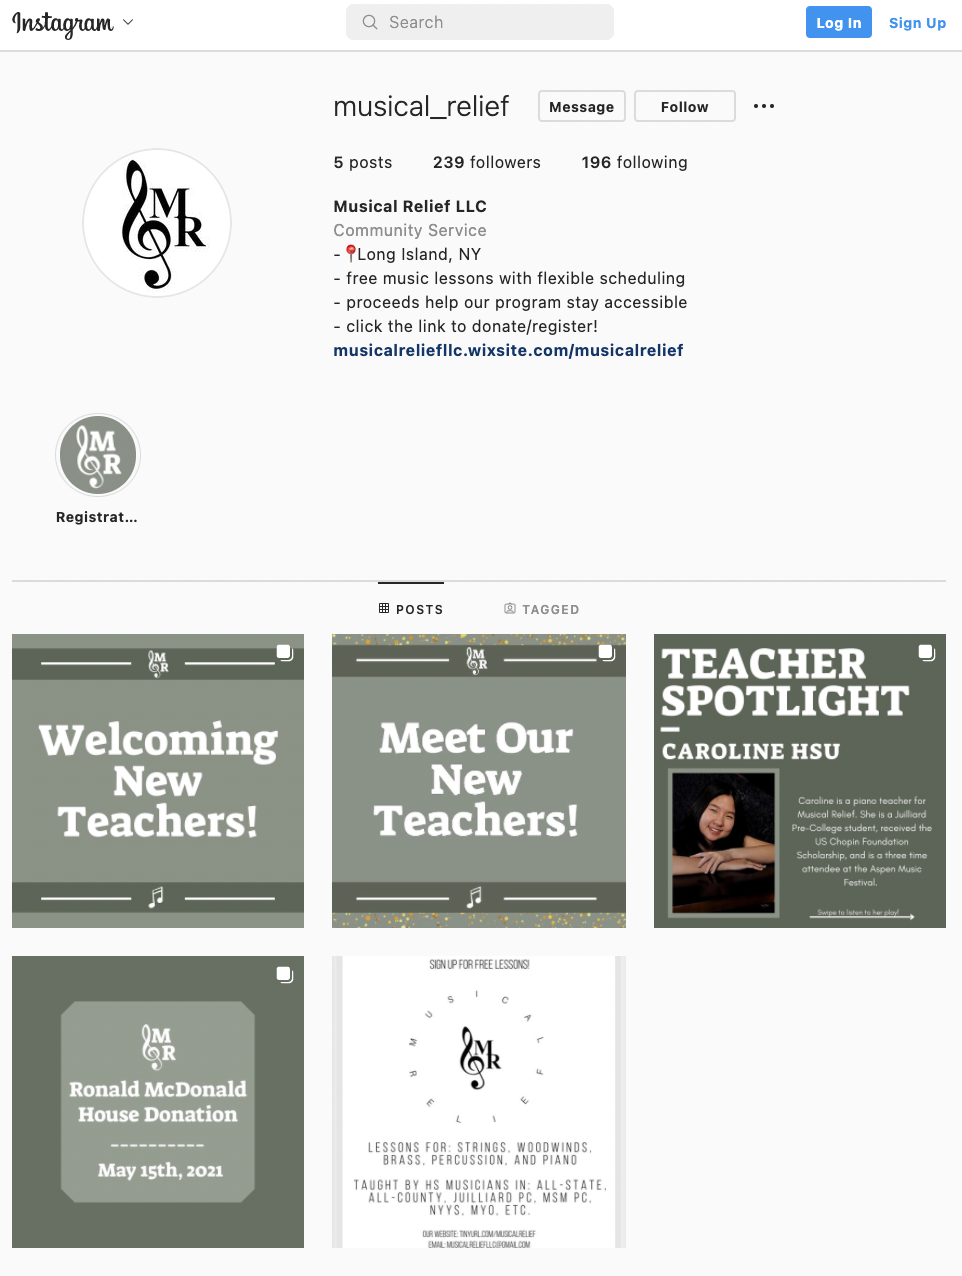 Instagram
Search
Log In
Sign Up
musical_relief
Message
Follow
5 posts
239 followers
196 following
MR
Musical Relief LLC
Community Service
- 📍Long Island, NY
- free music lessons with flexible scheduling
- proceeds help our program stay accessible
- click the link to donate/register!
musicalreliefllc.wixsite.com/musicalrelief
MR
Registrat...
POSTS
TAGGED
MR
Welcoming
New
Teachers!
MR
Meet Our
New
Teachers!
TEACHER
SPOTLIGHT
CAROLINE HSU
Caroline is a piano teacher for
Musical Relief. She is a Juilliard
Pre-College student, received the
US Chopin Foundation
Scholarship, and is a three time
attendee at the Aspen Music
Festival.
Swipe to listen to her play!
MR
Ronald McDonald
House Donation
----------
May 15th, 2021
SIGN UP FOR FREE LESSONS!
MUSICAL RELIEF
MR
LESSONS FOR: STRINGS, WOODWINDS,
BRASS, PERCUSSION, AND PIANO
TAUGHT BY HS MUSICIANS IN: ALL-STATE,
ALL-COUNTY, JUILLIARD PC, MSM PC,
NYYS, MYO, ETC.
OUR WEBSITE: TINYURL.COM/MUSICALRELIEF
EMAIL: MUSICALRELIEFLLC@GMAIL.COM